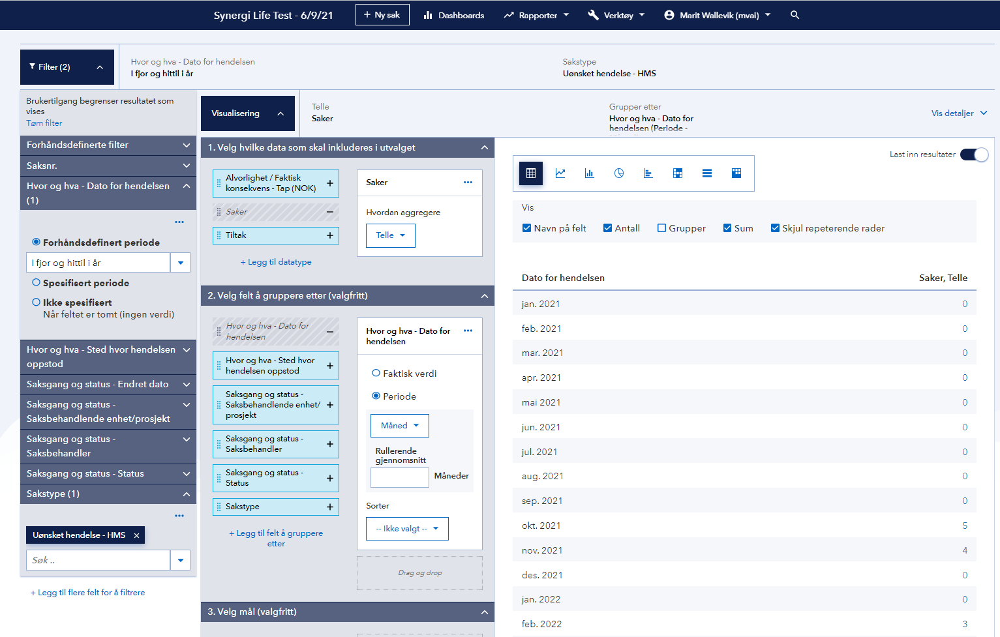 Synergi Life Test - 6/9/21
+ Ny sak
Dashboards
Rapporter
Verktøy
Marit Wallevik (mvai)
Filter (2)
Hvor og hva - Dato for hendelsen
I fjor og hittil i år
Sakstype
Uønsket hendelse - HMS
Brukertilgang begrenser resultatet som
vises
Tøm filter
Forhåndsdefinerte filter
Saksnr.
Hvor og hva - Dato for hendelsen
(1)
Forhåndsdefinert periode
I fjor og hittil i år
Spesifisert periode
Ikke spesifisert
Når feltet er tomt (ingen verdi)
Hvor og hva - Sted hvor hendelsen
oppstod
Saksgang og status - Endret dato
Saksgang og status -
Saksbehandlende enhet/prosjekt
Saksgang og status -
Saksbehandler
Saksgang og status - Status
Sakstype (1)
Uønsket hendelse - HMS ×
Søk ..
+ Legg til flere felt for å filtrere
Visualisering
Telle
Saker
Grupper etter
Hvor og hva - Dato for
hendelsen (Periode -
Vis detaljer
1. Velg hvilke data som skal inkluderes i utvalget
Alvorlighet / Faktisk
konsekvens - Tap (NOK)
Saker
Tiltak
+ Legg til datatype
Saker
Hvordan aggregere
Telle
2. Velg felt å gruppere etter (valgfritt)
Hvor og hva - Dato for
hendelsen
Hvor og hva - Sted hvor
hendelsen oppstod
Saksgang og status -
Saksbehandlende enhet/
prosjekt
Saksgang og status -
Saksbehandler
Saksgang og status -
Status
Sakstype
+ Legg til felt å gruppere
etter
Hvor og hva - Dato for
hendelsen
Faktisk verdi
Periode
Måned
Rullerende
gjennomsnitt
Måneder
Sorter
-- Ikke valgt --
Drag og drop
3. Velg mål (valgfritt)
Last inn resultater
Vis
Navn på felt
Antall
Grupper
Sum
Skjul repeterende rader
Dato for hendelsen Saker, Telle
jan. 2021 0
feb. 2021 0
mar. 2021 0
apr. 2021 0
mai 2021 0
jun. 2021 0
jul. 2021 0
aug. 2021 0
sep. 2021 0
okt. 2021 5
nov. 2021 4
des. 2021 0
jan. 2022 0
feb. 2022 3